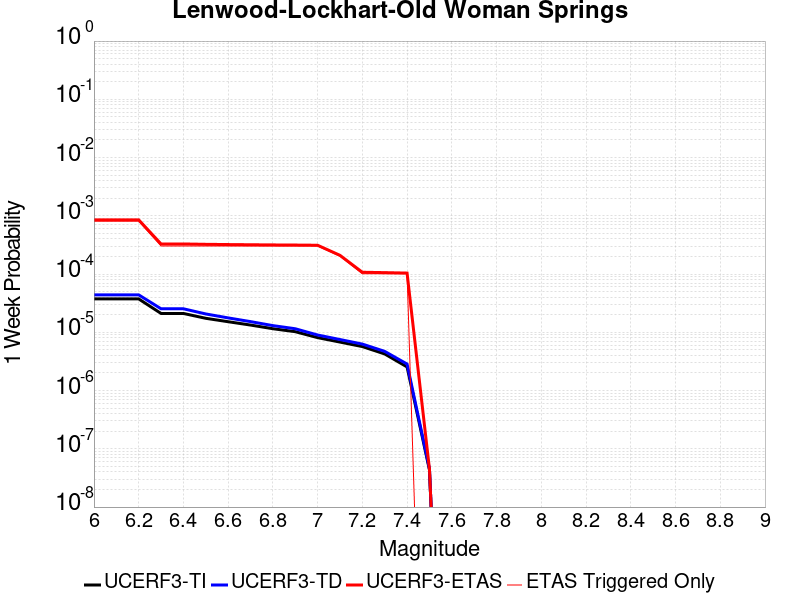 Lenwood-Lockhart-Old Woman Springs
10^0
10^-1
10^-2
10^-3
10^-4
10^-5
10^-6
10^-7
10^-8
1 Week Probability
6 6.2 6.4 6.6 6.8 7 7.2 7.4 7.6 7.8 8 8.2 8.4 8.6 8.8 9
Magnitude
UCERF3-TI UCERF3-TD UCERF3-ETAS ETAS Triggered Only